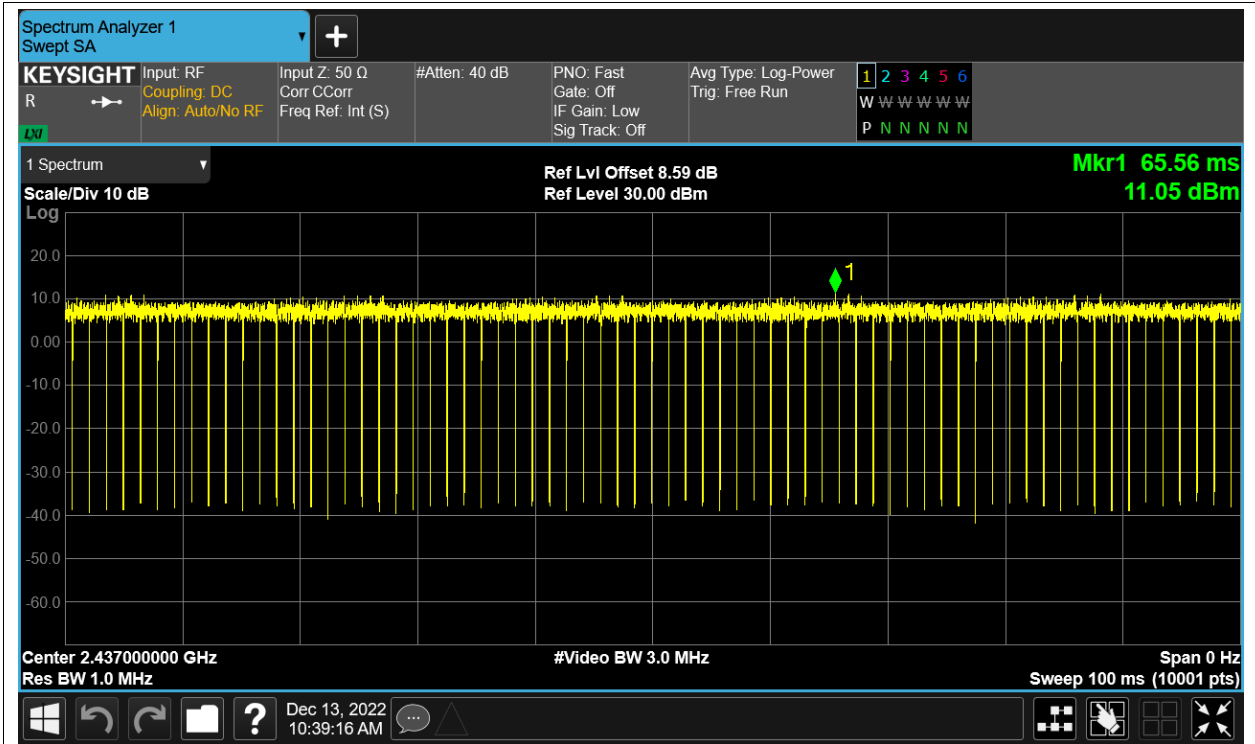 Spectrum Analyzer 1
Swept SA
KEYSIGHT
R
LXI
Input: RF
Coupling: DC
Align: Auto/No RF
Input Z: 50 Ω
Corr CCorr
Freq Ref: Int (S)
#Atten: 40 dB
PNO: Fast
Gate: Off
IF Gain: Low
Sig Track: Off
Avg Type: Log-Power
Trig: Free Run
1 2 3 4 5 6
W W W W W W
P N N N N N
1 Spectrum
Scale/Div 10 dB
Log
Ref Lvl Offset 8.59 dB
Ref Level 30.00 dBm
Mkr1 65.56 ms
11.05 dBm
1
20.0
10.0
0.00
-10.0
-20.0
-30.0
-40.0
-50.0
-60.0
Center 2.437000000 GHz
Res BW 1.0 MHz
#Video BW 3.0 MHz
Span 0 Hz
Sweep 100 ms (10001 pts)
?
Dec 13, 2022
10:39:16 AM